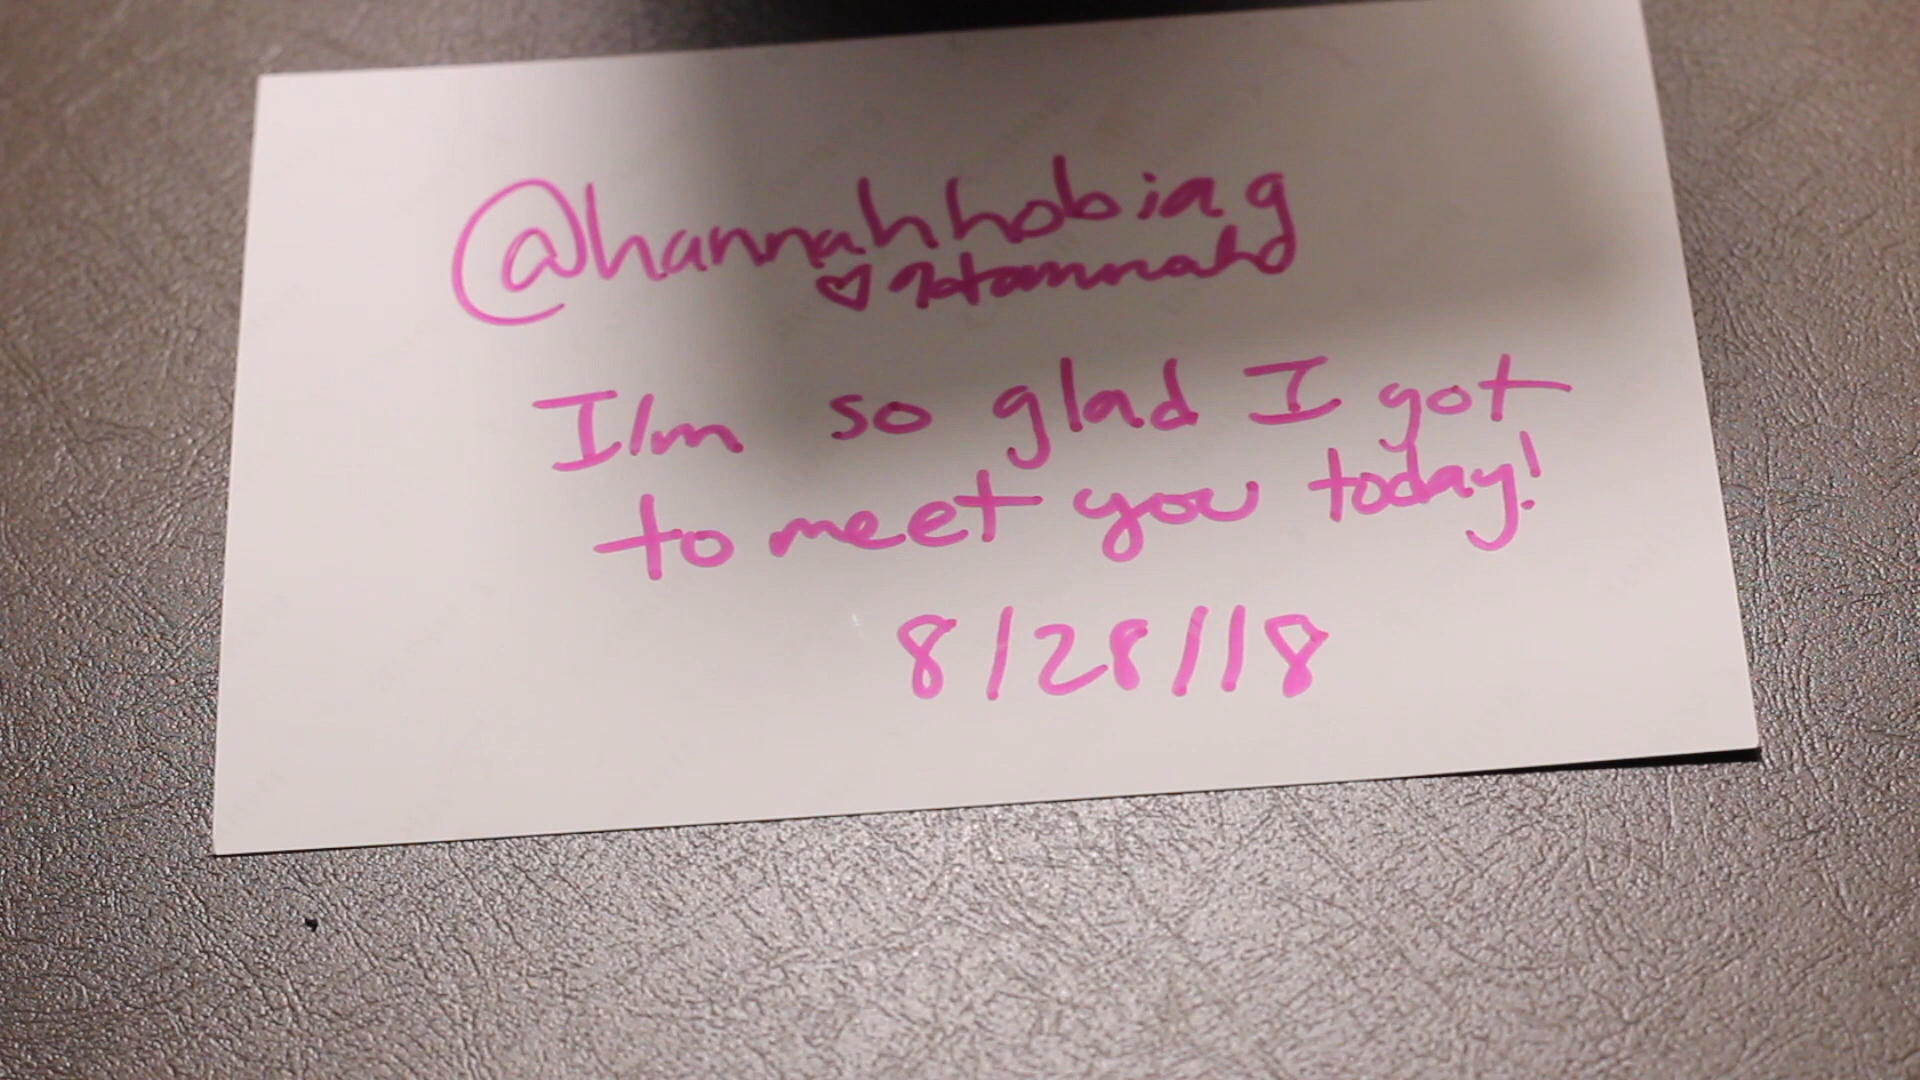 @hannahhobiag
♡ Hannah
I'm so glad I got
to meet you today!
8/28/18